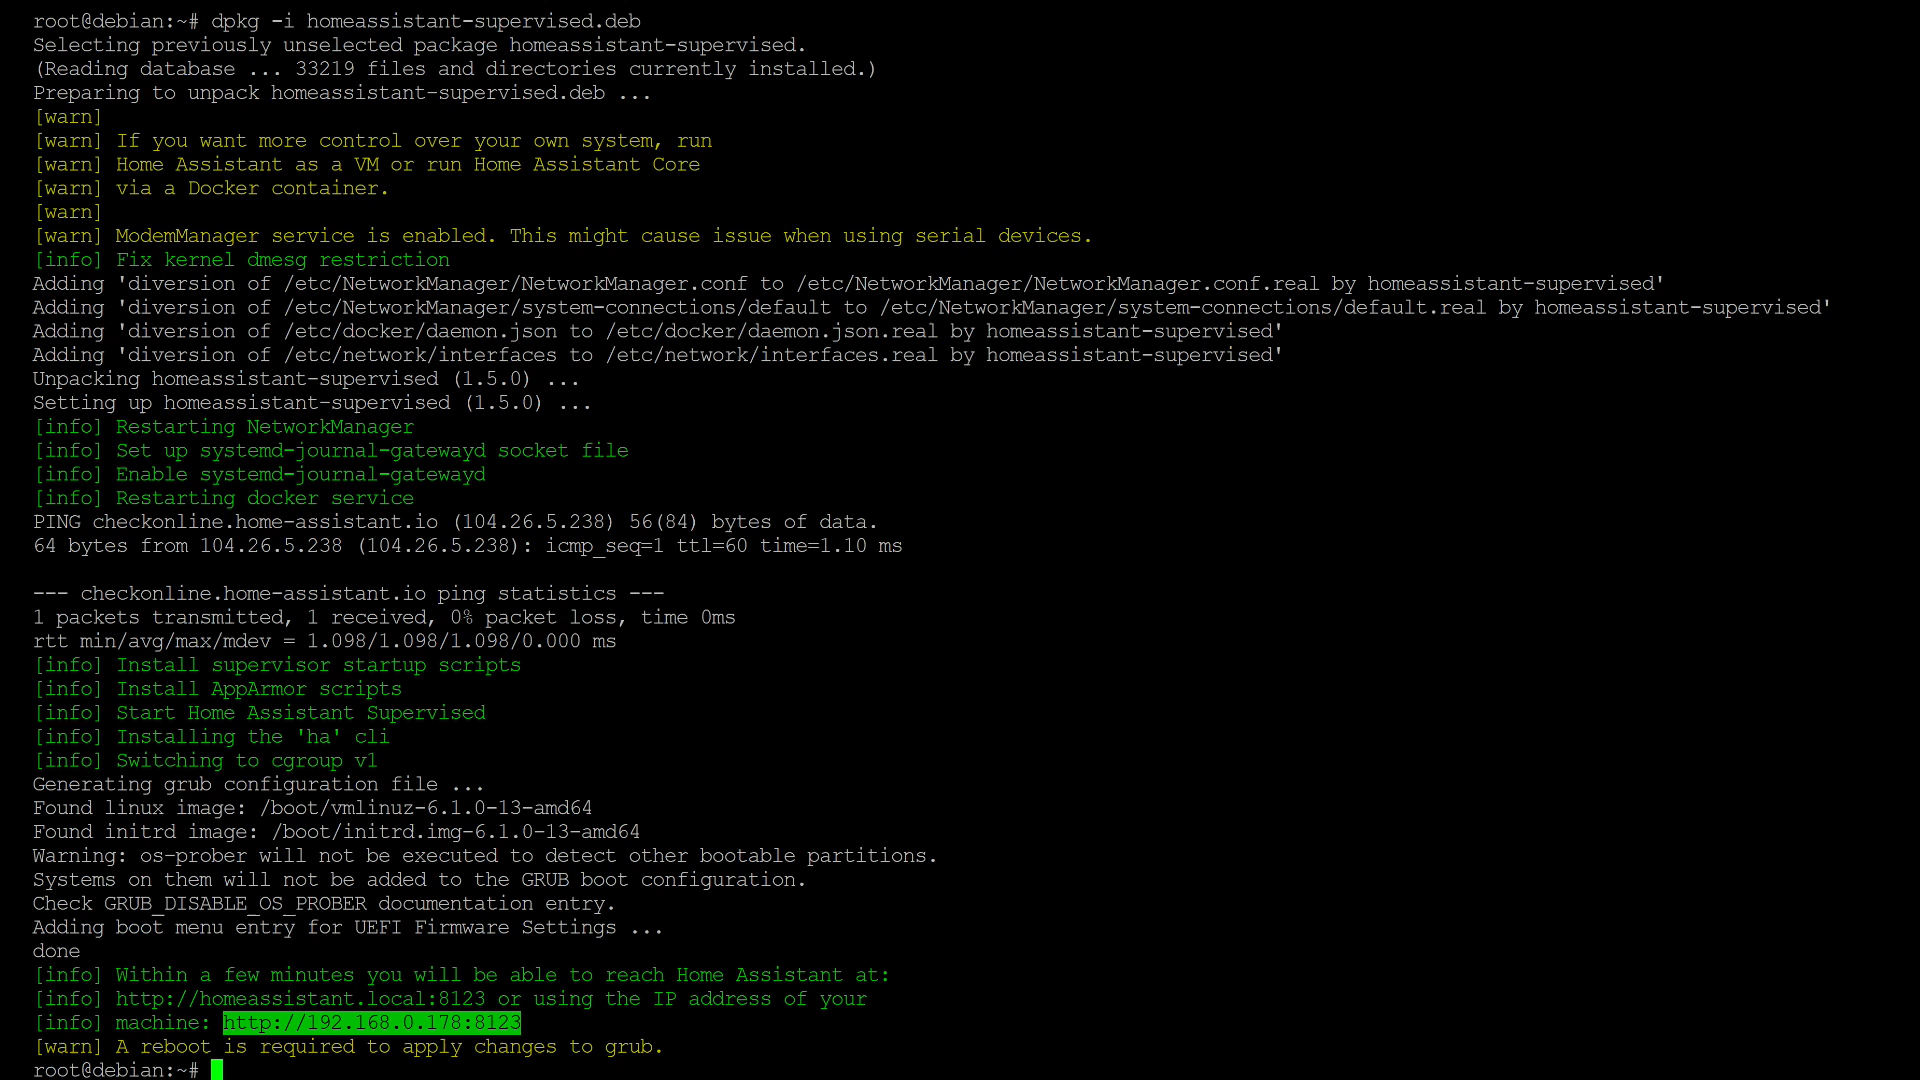 root@debian:~# dpkg -i homeassistant-supervised.deb
Selecting previously unselected package homeassistant-supervised.
(Reading database ... 33219 files and directories currently installed.)
Preparing to unpack homeassistant-supervised.deb ...
[warn]
[warn] If you want more control over your own system, run
[warn] Home Assistant as a VM or run Home Assistant Core
[warn] via a Docker container.
[warn]
[warn] ModemManager service is enabled. This might cause issue when using serial devices.
[info] Fix kernel dmesg restriction
Adding 'diversion of /etc/NetworkManager/NetworkManager.conf to /etc/NetworkManager/NetworkManager.conf.real by homeassistant-supervised'
Adding 'diversion of /etc/NetworkManager/system-connections/default to /etc/NetworkManager/system-connections/default.real by homeassistant-supervised'
Adding 'diversion of /etc/docker/daemon.json to /etc/docker/daemon.json.real by homeassistant-supervised'
Adding 'diversion of /etc/network/interfaces to /etc/network/interfaces.real by homeassistant-supervised'
Unpacking homeassistant-supervised (1.5.0) ...
Setting up homeassistant-supervised (1.5.0) ...
[info] Restarting NetworkManager
[info] Set up systemd-journal-gatewayd socket file
[info] Enable systemd-journal-gatewayd
[info] Restarting docker service
PING checkonline.home-assistant.io (104.26.5.238) 56(84) bytes of data.
64 bytes from 104.26.5.238 (104.26.5.238): icmp_seq=1 ttl=60 time=1.10 ms

--- checkonline.home-assistant.io ping statistics ---
1 packets transmitted, 1 received, 0% packet loss, time 0ms
rtt min/avg/max/mdev = 1.098/1.098/1.098/0.000 ms
[info] Install supervisor startup scripts
[info] Install AppArmor scripts
[info] Start Home Assistant Supervised
[info] Installing the 'ha' cli
[info] Switching to cgroup v1
Generating grub configuration file ...
Found linux image: /boot/vmlinuz-6.1.0-13-amd64
Found initrd image: /boot/initrd.img-6.1.0-13-amd64
Warning: os-prober will not be executed to detect other bootable partitions.
Systems on them will not be added to the GRUB boot configuration.
Check GRUB_DISABLE_OS_PROBER documentation entry.
Adding boot menu entry for UEFI Firmware Settings ...
done
[info] Within a few minutes you will be able to reach Home Assistant at:
[info] http://homeassistant.local:8123 or using the IP address of your
[info] machine: http://192.168.0.178:8123
[warn] A reboot is required to apply changes to grub.
root@debian:~#